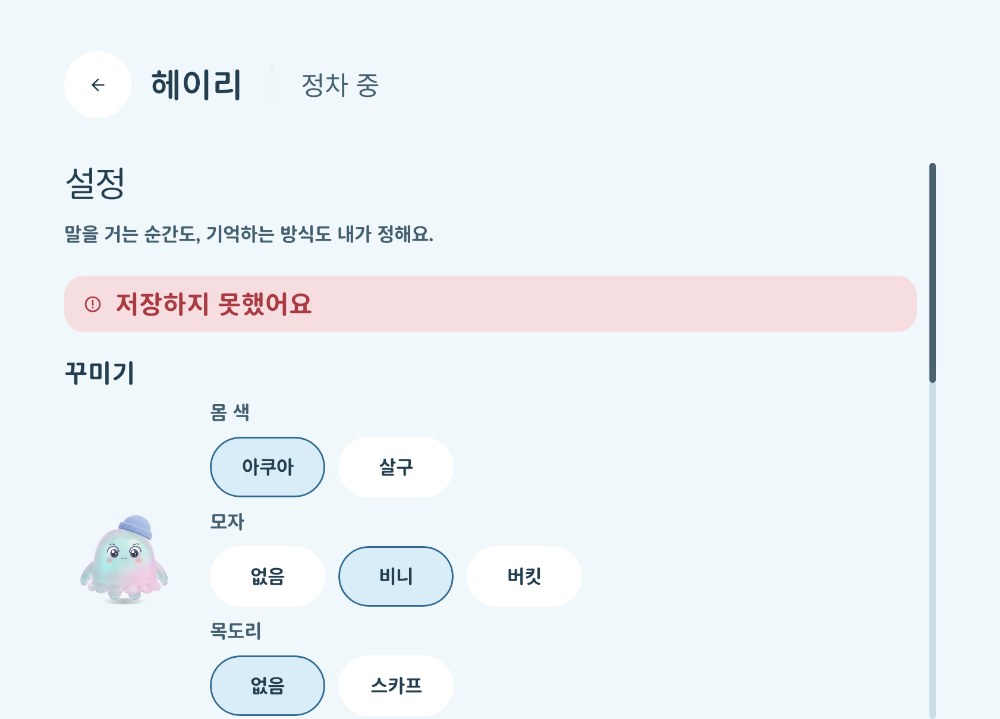 헤이리
정차 중
설정
말을 거는 순간도, 기억하는 방식도 내가 정해요.
저장하지 못했어요
꾸미기
몸 색
아쿠아 살구
모자
없음 비니 버킷
목도리
없음 스카프